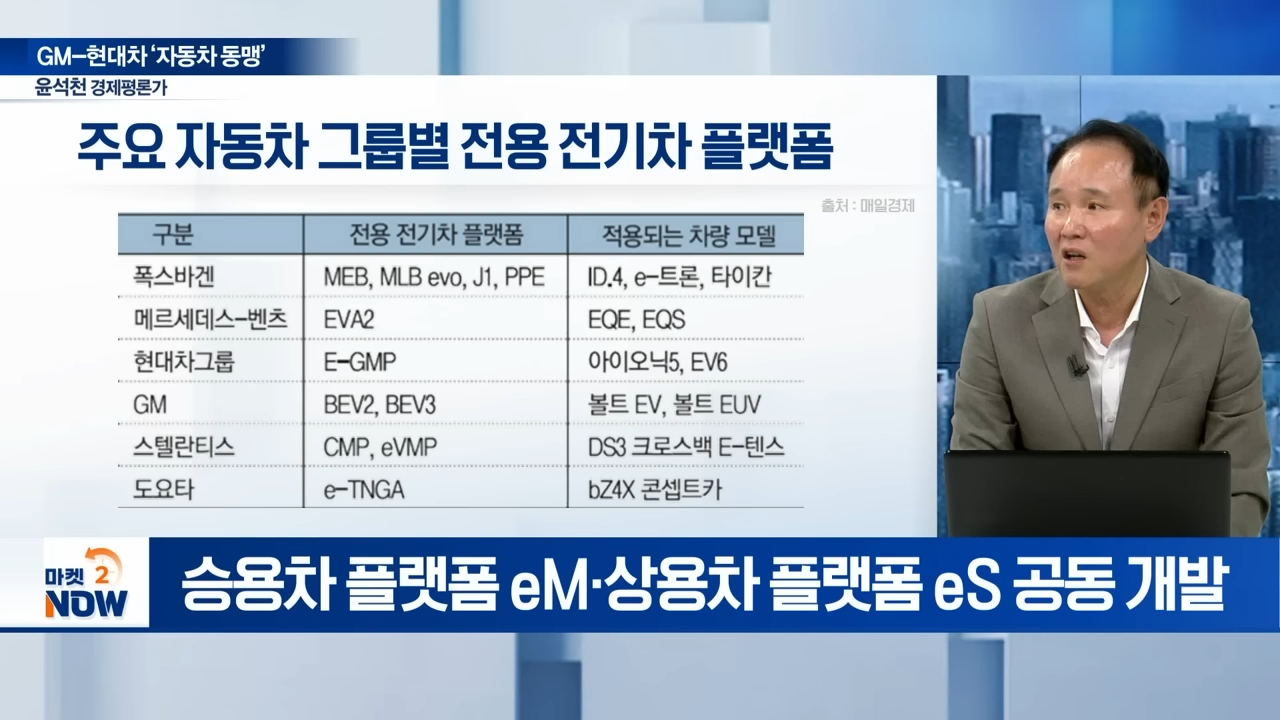 GM-현대차 ‘자동차 동맹’
윤석천 경제평론가
주요 자동차 그룹별 전용 전기차 플랫폼
출처 : 매일경제
구분 전용 전기차 플랫폼 적용되는 차량 모델
폭스바겐 MEB, MLB evo, J1, PPE ID.4, e-트론, 타이칸
메르세데스-벤츠 EVA2 EQE, EQS
현대차그룹 E-GMP 아이오닉5, EV6
GM BEV2, BEV3 볼트 EV, 볼트 EUV
스텔란티스 CMP, eVMP DS3 크로스백 E-텐스
도요타 e-TNGA bZ4X 콘셉트카
마켓 2
NOW
승용차 플랫폼 eM·상용차 플랫폼 eS 공동 개발